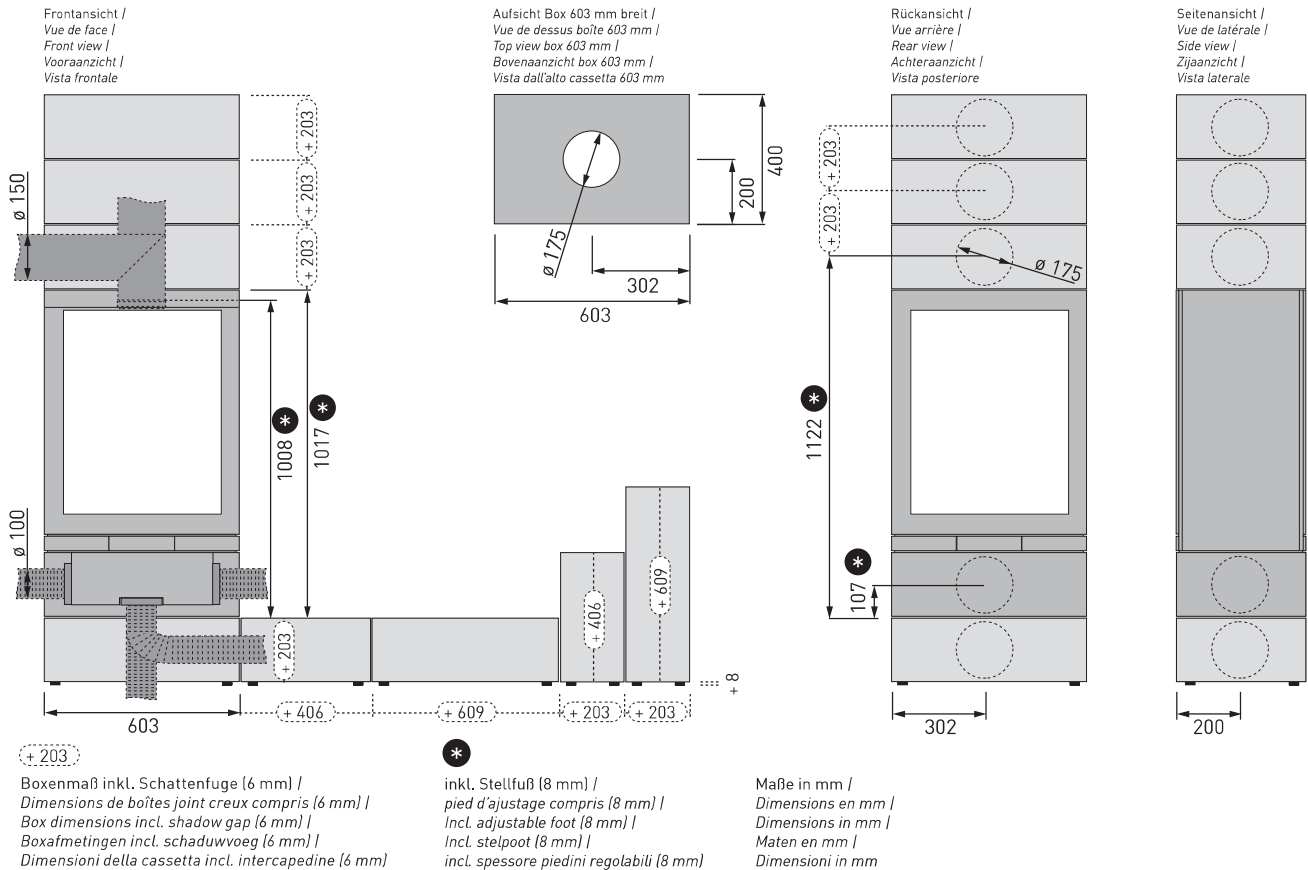 Frontansicht /
Vue de face /
Front view /
Vooraanzicht /
Vista frontale
Aufsicht Box 603 mm breit /
Vue de dessus boîte 603 mm /
Top view box 603 mm /
Bovenaanzicht box 603 mm /
Vista dall'alto cassetta 603 mm
Rückansicht /
Vue arrière /
Rear view /
Achteraanzicht /
Vista posteriore
Seitenansicht /
Vue de latérale /
Side view /
Zijaanzicht /
Vista laterale
ø 150
+ 203
+ 203
+ 203
1008 *
1017 *
ø 100
+ 203
603
+ 406
+ 609
+ 203
+ 203
+ 406
+ 609
+ 8
ø 175
200
400
302
603
+ 203
+ 203
ø 175
1122 *
107 *
302
200
+ 203
Boxenmaß inkl. Schattenfuge (6 mm) /
Dimensions de boîtes joint creux compris (6 mm) /
Box dimensions incl. shadow gap (6 mm) /
Boxafmetingen incl. schaduwvoeg (6 mm) /
Dimensioni della cassetta incl. intercapedine (6 mm)
*
inkl. Stellfuß (8 mm) /
pied d'ajustage compris (8 mm) /
Incl. adjustable foot (8 mm) /
Incl. stelpoot (8 mm) /
incl. spessore piedini regolabili (8 mm)
Maße in mm /
Dimensions en mm /
Dimensions in mm /
Maten en mm /
Dimensioni in mm